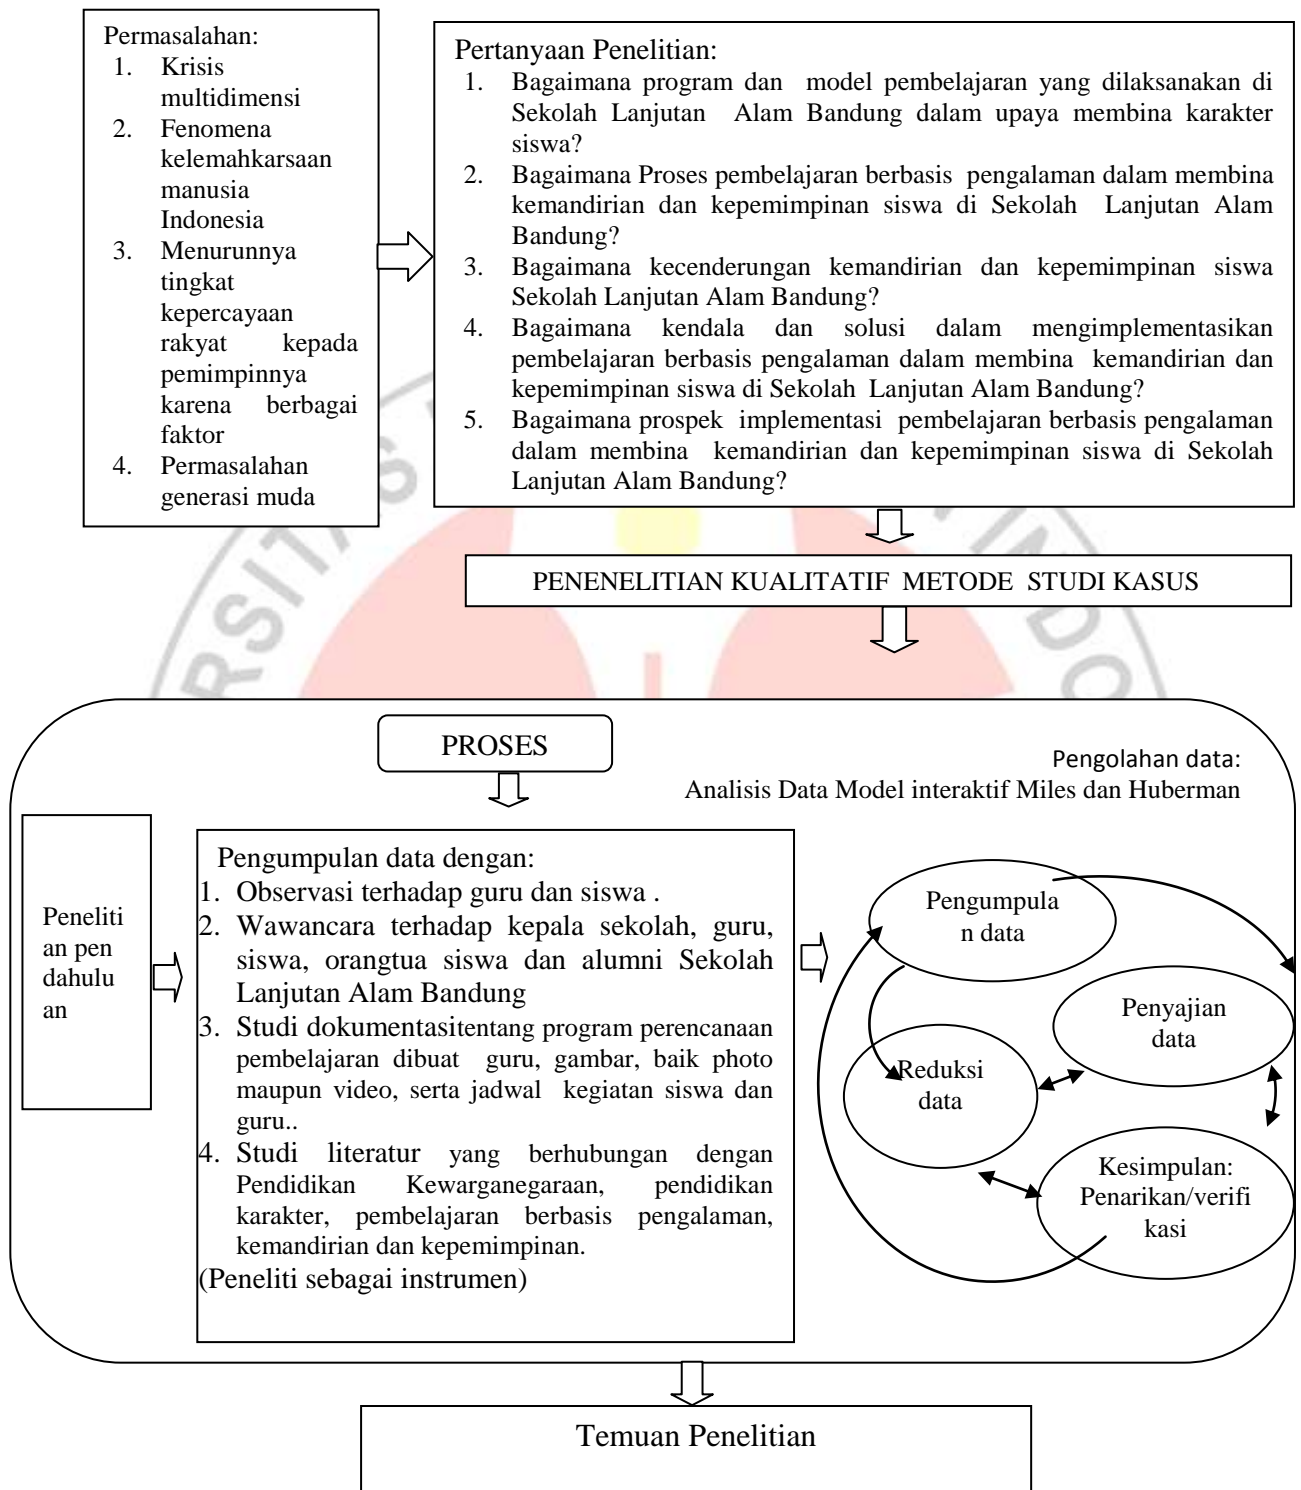 Permasalahan:
1. Krisis
multidimensi
2. Fenomena
kelemahkarsaan
manusia
Indonesia
3. Menurunnya
tingkat
kepercayaan
rakyat kepada
pemimpinnya
karena berbagai
faktor
4. Permasalahan
generasi muda
Pertanyaan Penelitian:
1. Bagaimana program dan model pembelajaran yang dilaksanakan di
Sekolah Lanjutan Alam Bandung dalam upaya membina karakter
siswa?
2. Bagaimana Proses pembelajaran berbasis pengalaman dalam membina
kemandirian dan kepemimpinan siswa di Sekolah Lanjutan Alam
Bandung?
3. Bagaimana kecenderungan kemandirian dan kepemimpinan siswa
Sekolah Lanjutan Alam Bandung?
4. Bagaimana kendala dan solusi dalam mengimplementasikan
pembelajaran berbasis pengalaman dalam membina kemandirian dan
kepemimpinan siswa di Sekolah Lanjutan Alam Bandung?
5. Bagaimana prospek implementasi pembelajaran berbasis pengalaman
dalam membina kemandirian dan kepemimpinan siswa di Sekolah
Lanjutan Alam Bandung?
PENENELITIAN KUALITATIF METODE STUDI KASUS
PROSES
Pengolahan data:
Analisis Data Model interaktif Miles dan Huberman
Peneliti
an pen
dahulu
an
Pengumpulan data dengan:
1. Observasi terhadap guru dan siswa .
2. Wawancara terhadap kepala sekolah, guru,
siswa, orangtua siswa dan alumni Sekolah
Lanjutan Alam Bandung
3. Studi dokumentasitentang program perencanaan
pembelajaran dibuat guru, gambar, baik photo
maupun video, serta jadwal kegiatan siswa dan
guru..
4. Studi literatur yang berhubungan dengan
Pendidikan Kewarganegaraan, pendidikan
karakter, pembelajaran berbasis pengalaman,
kemandirian dan kepemimpinan.
(Peneliti sebagai instrumen)
Pengumpula
n data
Penyajian
data
Reduksi
data
Kesimpulan:
Penarikan/verifi
kasi
Temuan Penelitian